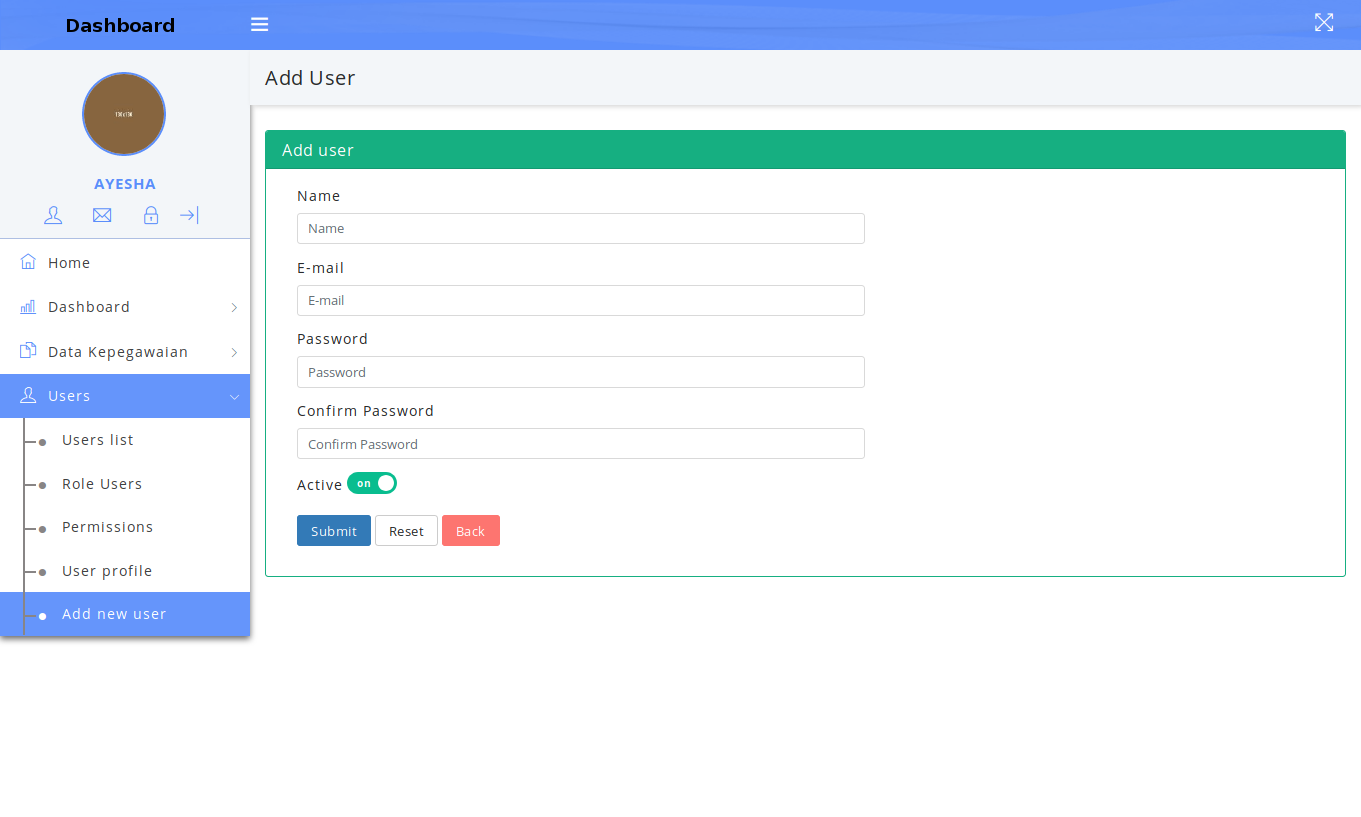 Dashboard
Add User
130x130
AYESHA
Home
Dashboard
Data Kepegawaian
Users
Users list
Role Users
Permissions
User profile
Add new user
Add user
Name
Name
E-mail
E-mail
Password
Password
Confirm Password
Confirm Password
Active on
Submit Reset Back